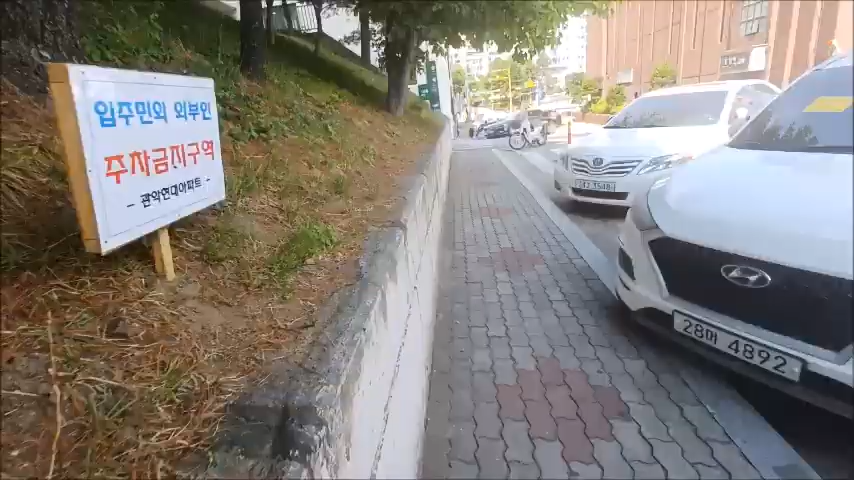 입주민외 외부인
주차금지구역
- 관악현대아파트 -
28머 4892